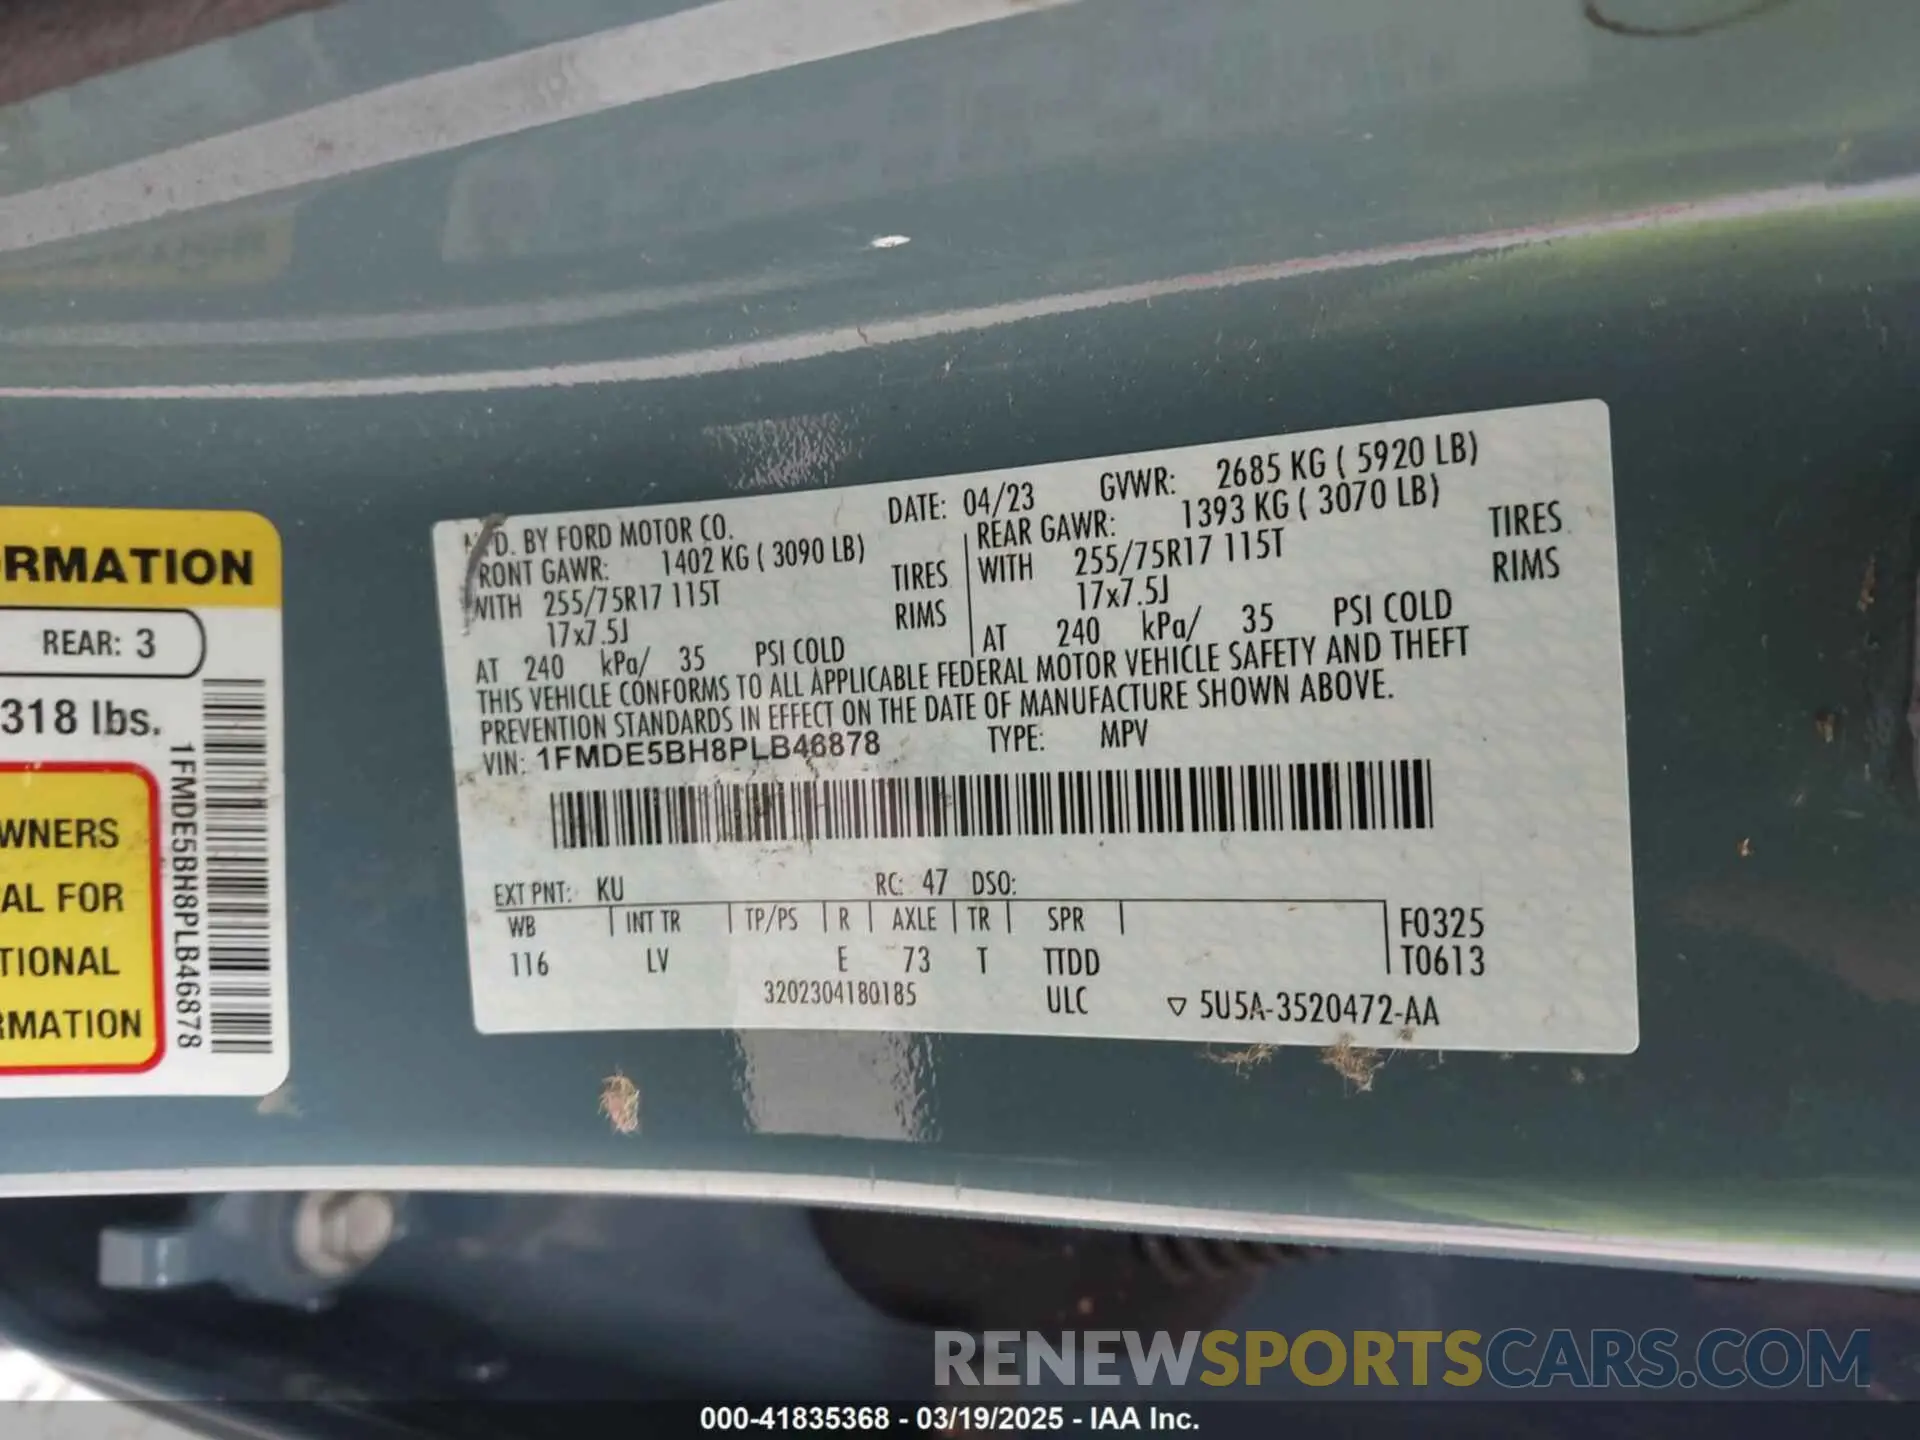 RMATION
REAR: 3
318 lbs.
WNERS
AL FOR
TIONAL
RMATION
1FMDE5BH8PLB46878
D. BY FORD MOTOR CO.
DATE: 04/23 GVWR: 2685 KG ( 5920 LB)
RONT GAWR: 1402 KG ( 3090 LB)
REAR GAWR: 1393 KG ( 3070 LB)
WITH 255/75R17 115T TIRES
WITH 255/75R17 115T TIRES
17x7.5J RIMS
17x7.5J RIMS
AT 240 kPa/ 35 PSI COLD
AT 240 kPa/ 35 PSI COLD
THIS VEHICLE CONFORMS TO ALL APPLICABLE FEDERAL MOTOR VEHICLE SAFETY AND THEFT
PREVENTION STANDARDS IN EFFECT ON THE DATE OF MANUFACTURE SHOWN ABOVE.
VIN: 1FMDE5BH8PLB46878 TYPE: MPV
EXT PNT: KU RC: 47 DSO:
WB INT TR TP/PS R AXLE TR SPR F0325
116 LV E 73 T TTDD T0613
3202304180185 ULC ▽ 5U5A-3520472-AA
RENEWSPORTSCARS.COM
000-41835368 - 03/19/2025 - IAA Inc.